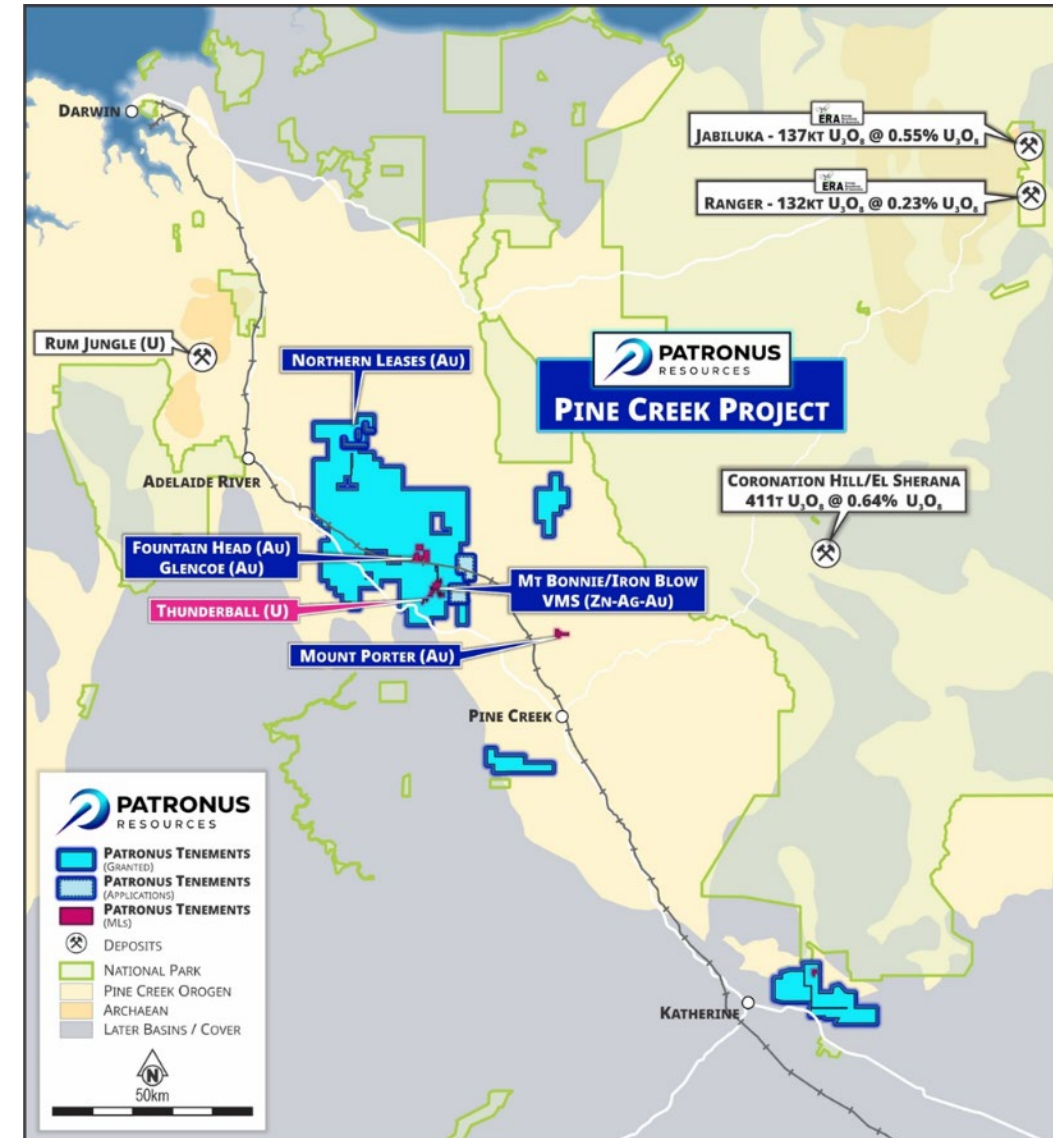 DARWIN
ERA
JABILUKA - 137KT U₃O₈ @ 0.55% U₃O₈
ERA
RANGER - 132KT U₃O₈ @ 0.23% U₃O₈
RUM JUNGLE (U)
NORTHERN LEASES (AU)
PATRONUS
RESOURCES
PINE CREEK PROJECT
ADELAIDE RIVER
CORONATION HILL/EL SHERANA
411T U₃O₈ @ 0.64% U₃O₈
FOUNTAIN HEAD (AU)
GLENCOE (AU)
MT BONNIE/IRON BLOW
VMS (ZN-AG-AU)
THUNDERBALL (U)
MOUNT PORTER (AU)
PINE CREEK
KATHERINE
PATRONUS
RESOURCES
PATRONUS TENEMENTS
(GRANTED)
PATRONUS TENEMENTS
(APPLICATIONS)
PATRONUS TENEMENTS
(MLS)
DEPOSITS
NATIONAL PARK
PINE CREEK OROGEN
ARCHAEAN
LATER BASINS / COVER
N
50km